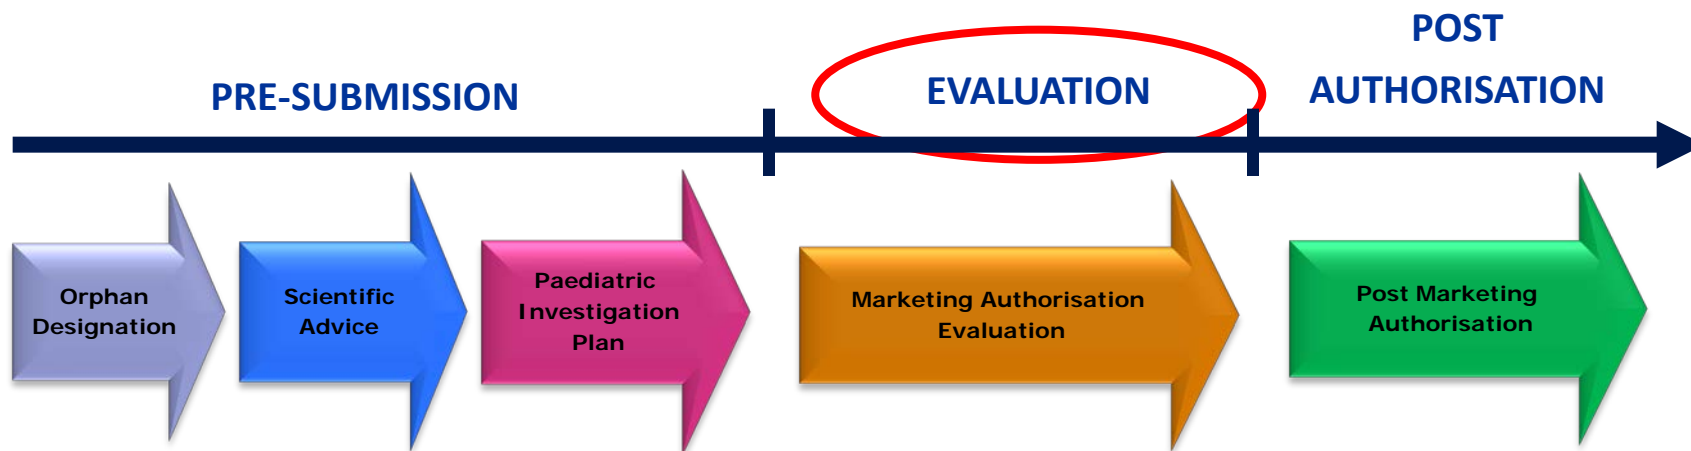 PRE-SUBMISSION
EVALUATION
POST
AUTHORISATION
Orphan
Designation
Scientific
Advice
Paediatric
Investigation
Plan
Marketing Authorisation
Evaluation
Post Marketing
Authorisation